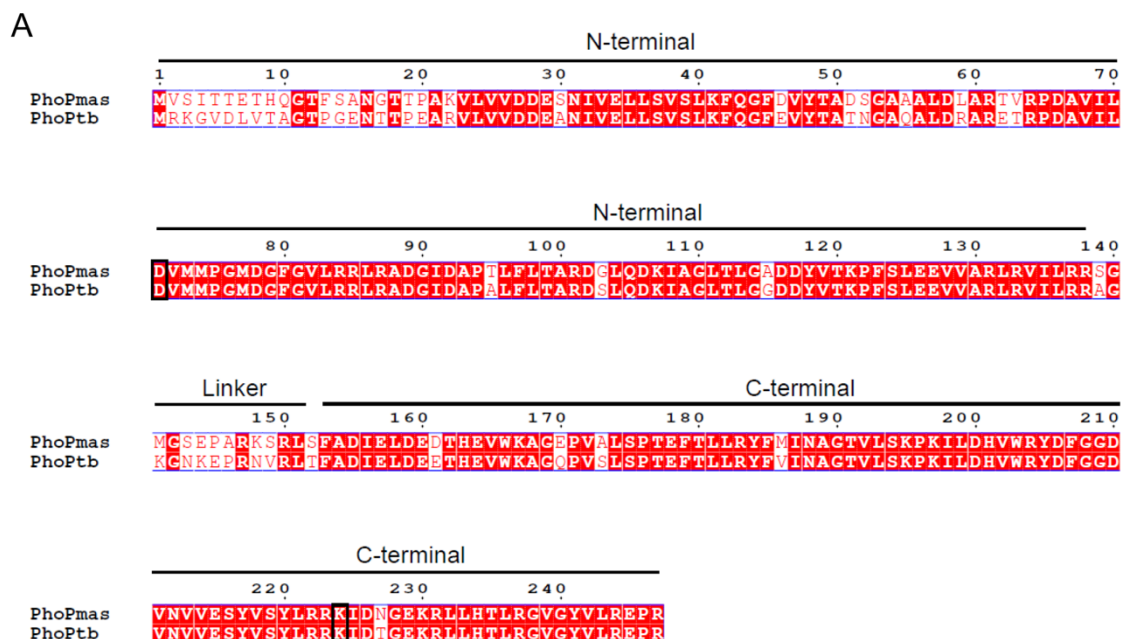 A
N-terminal
1 10 20 30 40 50 60 70
PhoPmas MVSITTETHQGTFSANGTTPAKVLVVDDESNIVELLSVSLKFQGFDVYTADSGAAALDLARTVRPDAVIL
PhoPtb MRKGVDLVTAGTPGENTTPEARVLVVDDEANIVELLSVSLKFQGFEVYTATNGAQALDRARETRPDAVIL
N-terminal
80 90 100 110 120 130 140
PhoPmas DVMMPGMDGFGVLRRLRADGIDAPTLFLTARDGLQDKIAGLTLGADDYVTKPFSLEEVVARLRVILRRSG
PhoPtb DVMMPGMDGFGVLRRLRADGIDAPALFLTARDSLQDKIAGLTLGGDDYVTKPFSLEEVVARLRVILRRAG
Linker C-terminal
150 160 170 180 190 200 210
PhoPmas MGSEPARKSRLSFADIELDEDTHEVWKAGEPVALSPTEFTLLRYFMINAGTVLSKPKILDHVWRYDFGGD
PhoPtb KGNKEPRNVRLTFADIELDEETHEVWKAGQPVSLSPTEFTLLRYFVINAGTVLSKPKILDHVWRYDFGGD
C-terminal
220 230 240
PhoPmas VNVVESYVSYLRRKIDNGEKRLLHTLRGVGYVLREPR
PhoPtb VNVVESYVSYLRRKIDTGEKRLLHTLRGVGYVLREPR